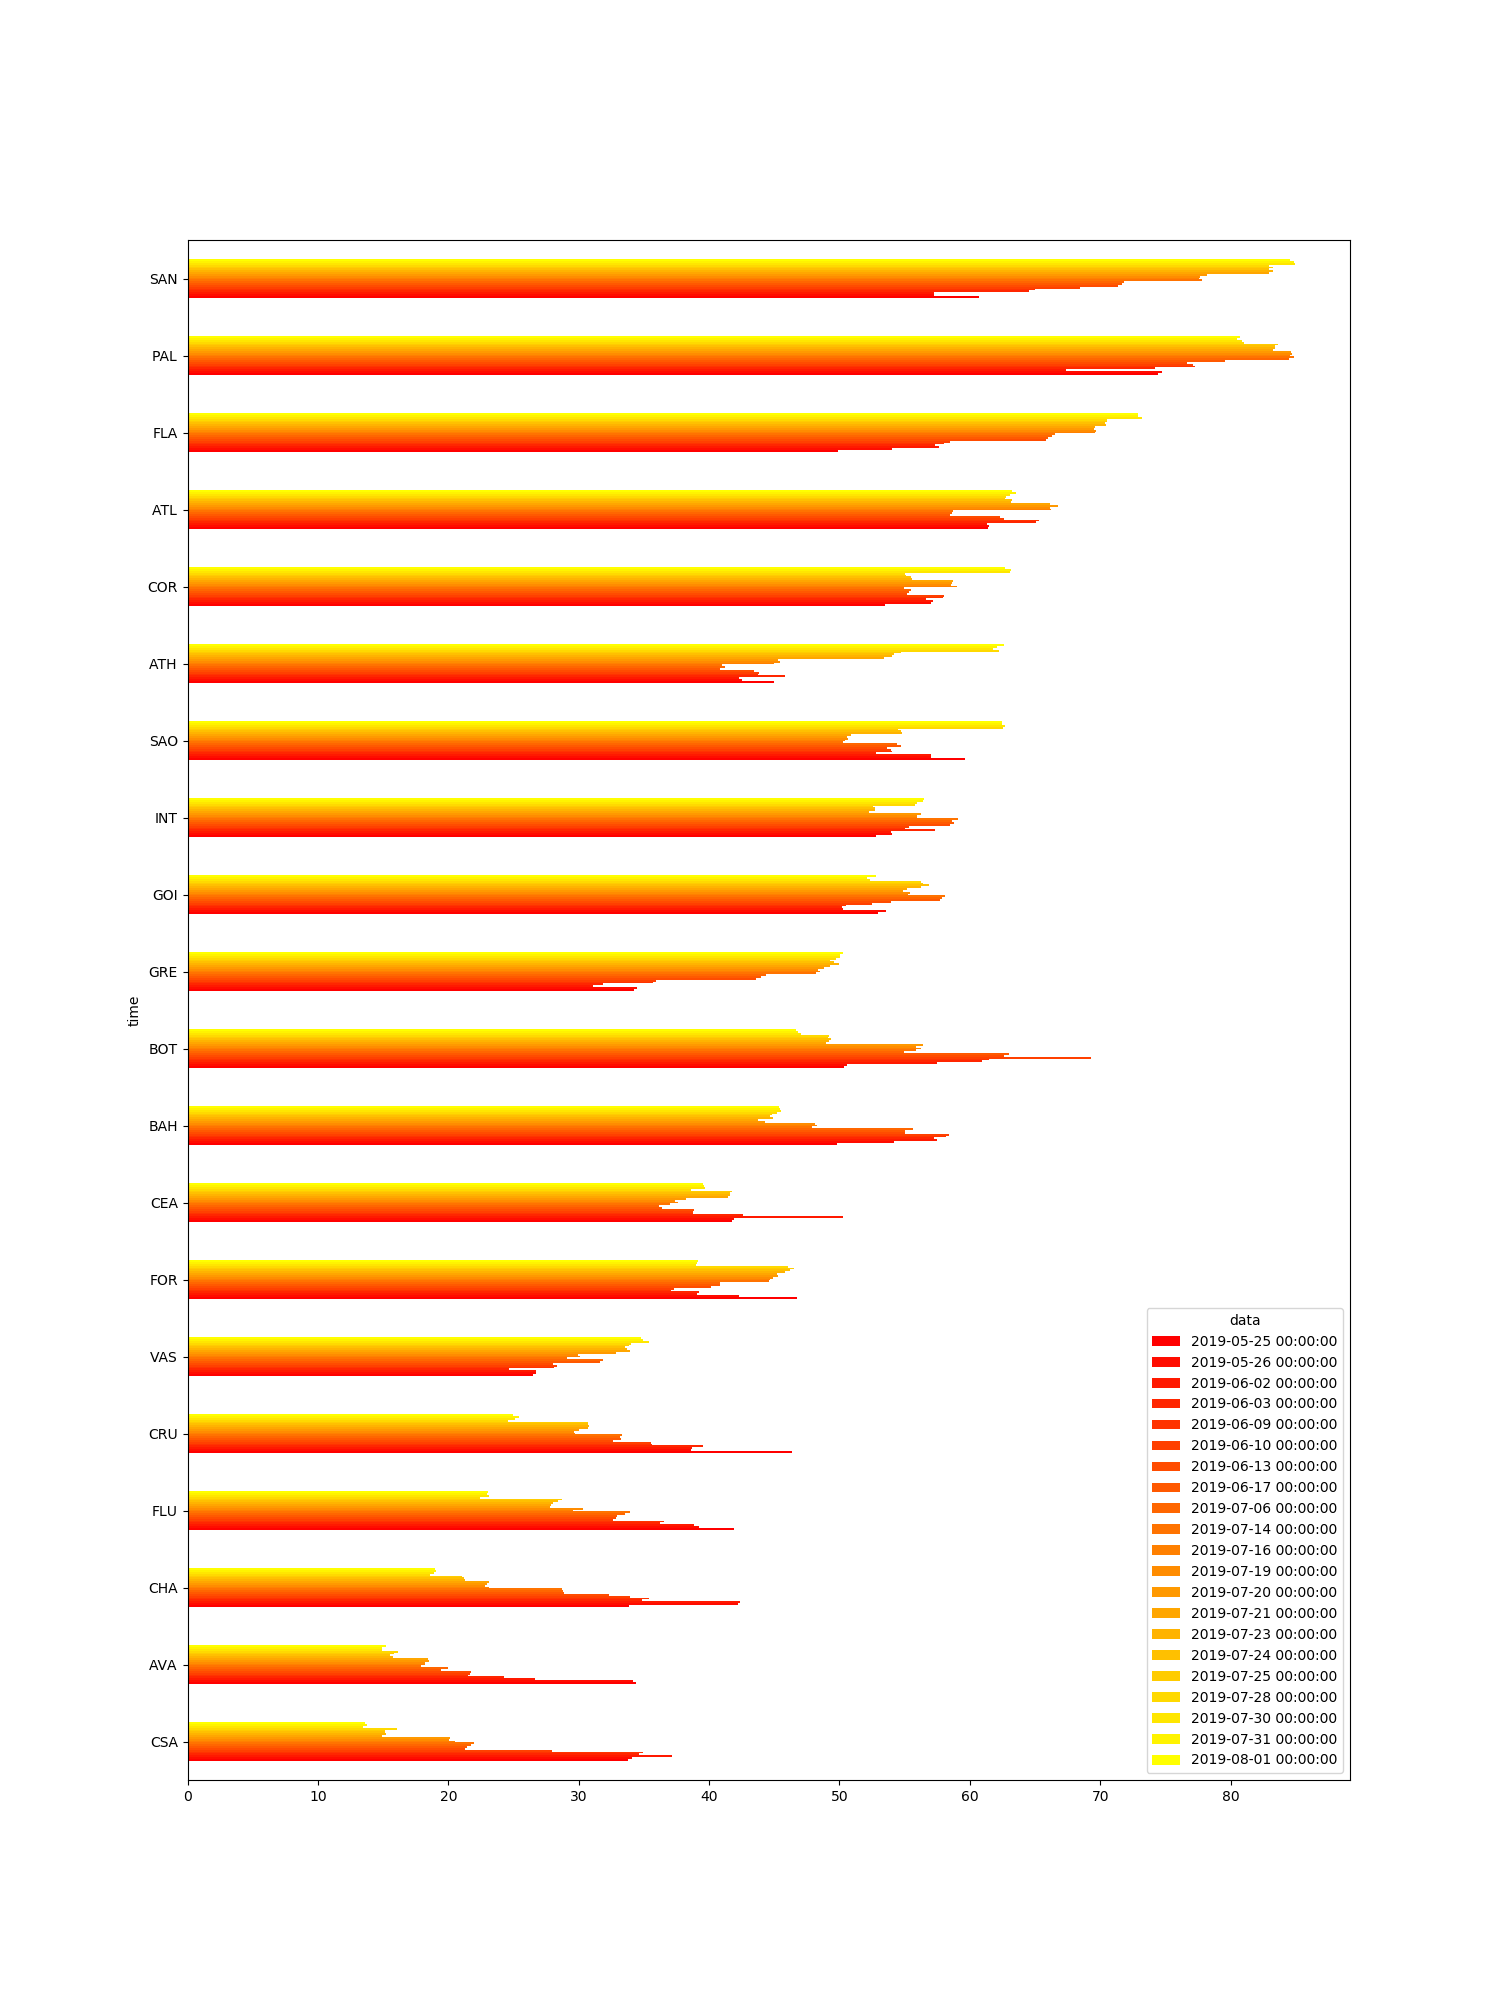 SAN
PAL
FLA
ATL
COR
ATH
SAO
INT
GOI
GRE
time
BOT
BAH
CEA
FOR
VAS
CRU
FLU
CHA
AVA
CSA
data
2019-05-25 00:00:00
2019-05-26 00:00:00
2019-06-02 00:00:00
2019-06-03 00:00:00
2019-06-09 00:00:00
2019-06-10 00:00:00
2019-06-13 00:00:00
2019-06-17 00:00:00
2019-07-06 00:00:00
2019-07-14 00:00:00
2019-07-16 00:00:00
2019-07-19 00:00:00
2019-07-20 00:00:00
2019-07-21 00:00:00
2019-07-23 00:00:00
2019-07-24 00:00:00
2019-07-25 00:00:00
2019-07-28 00:00:00
2019-07-30 00:00:00
2019-07-31 00:00:00
2019-08-01 00:00:00
0 10 20 30 40 50 60 70 80